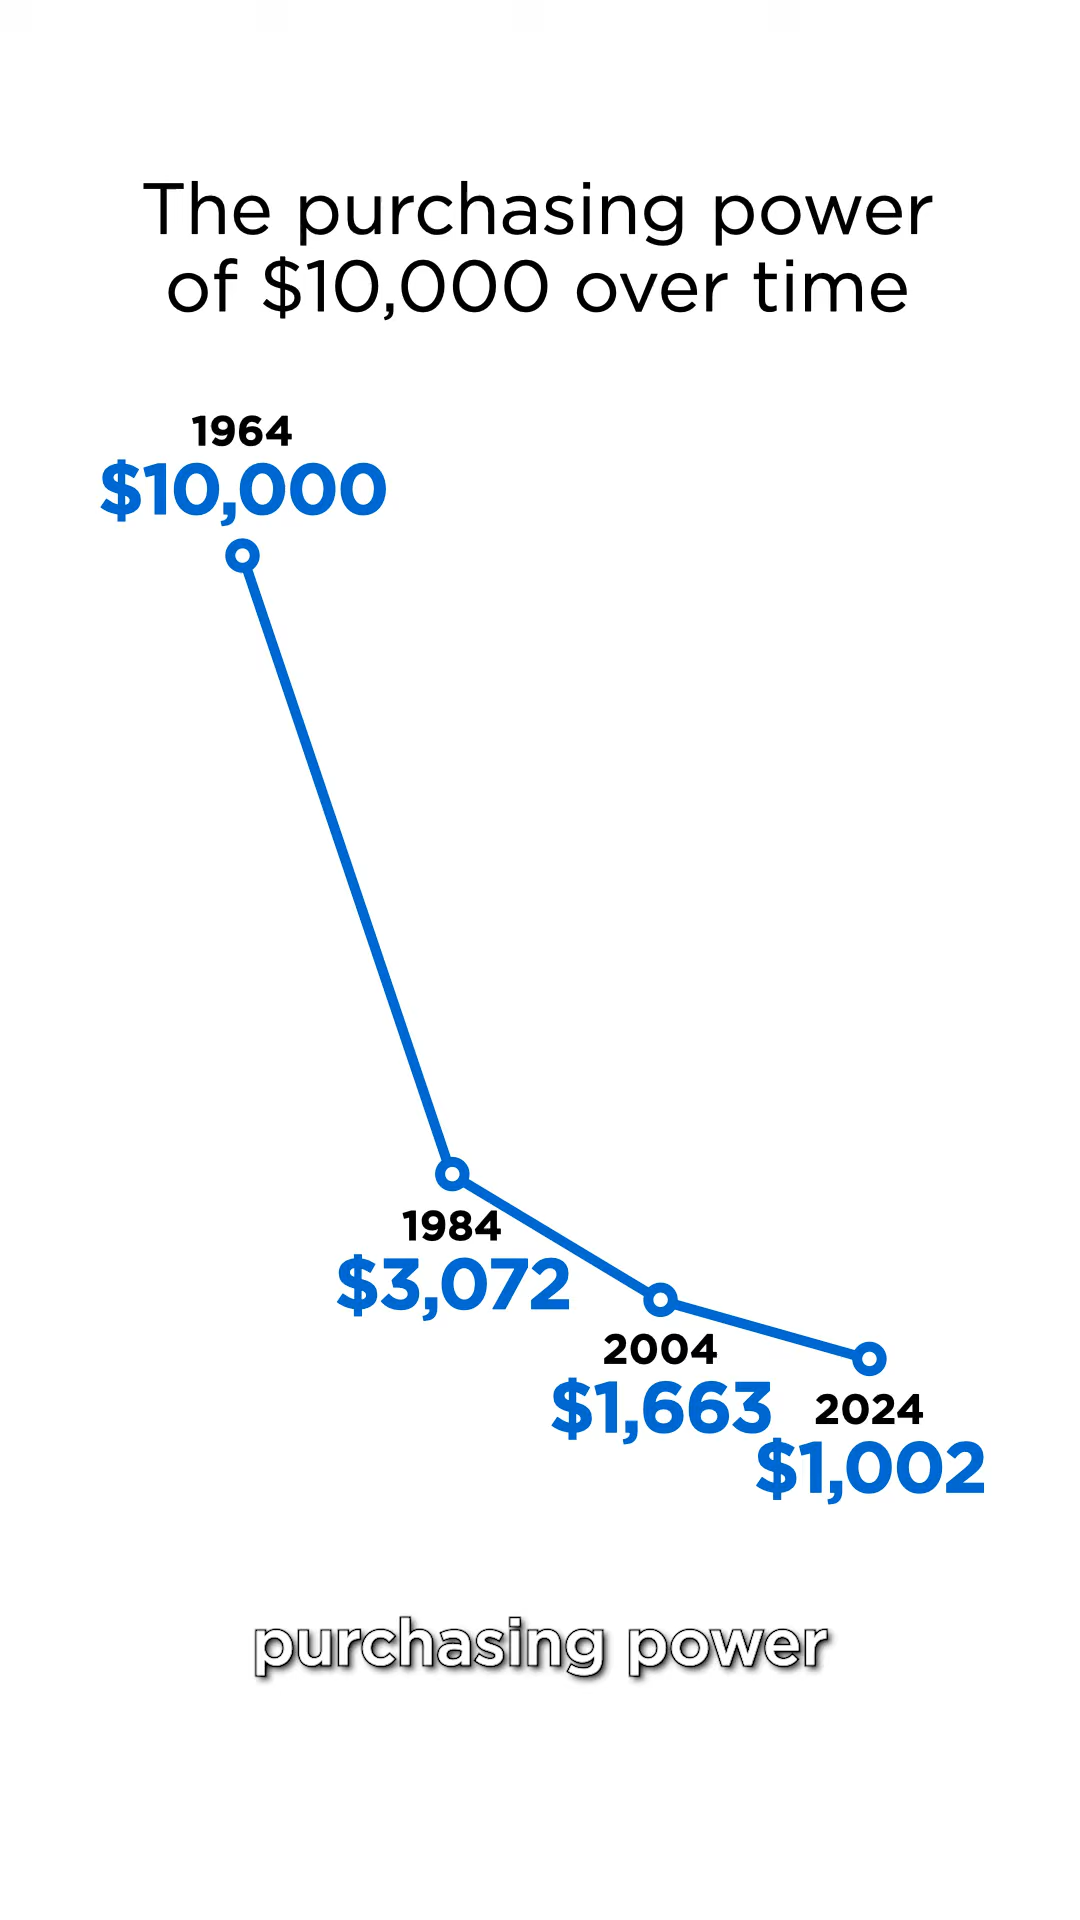 The purchasing power
of $10,000 over time
1964
$10,000
1984
$3,072
2004
$1,663
2024
$1,002
purchasing power